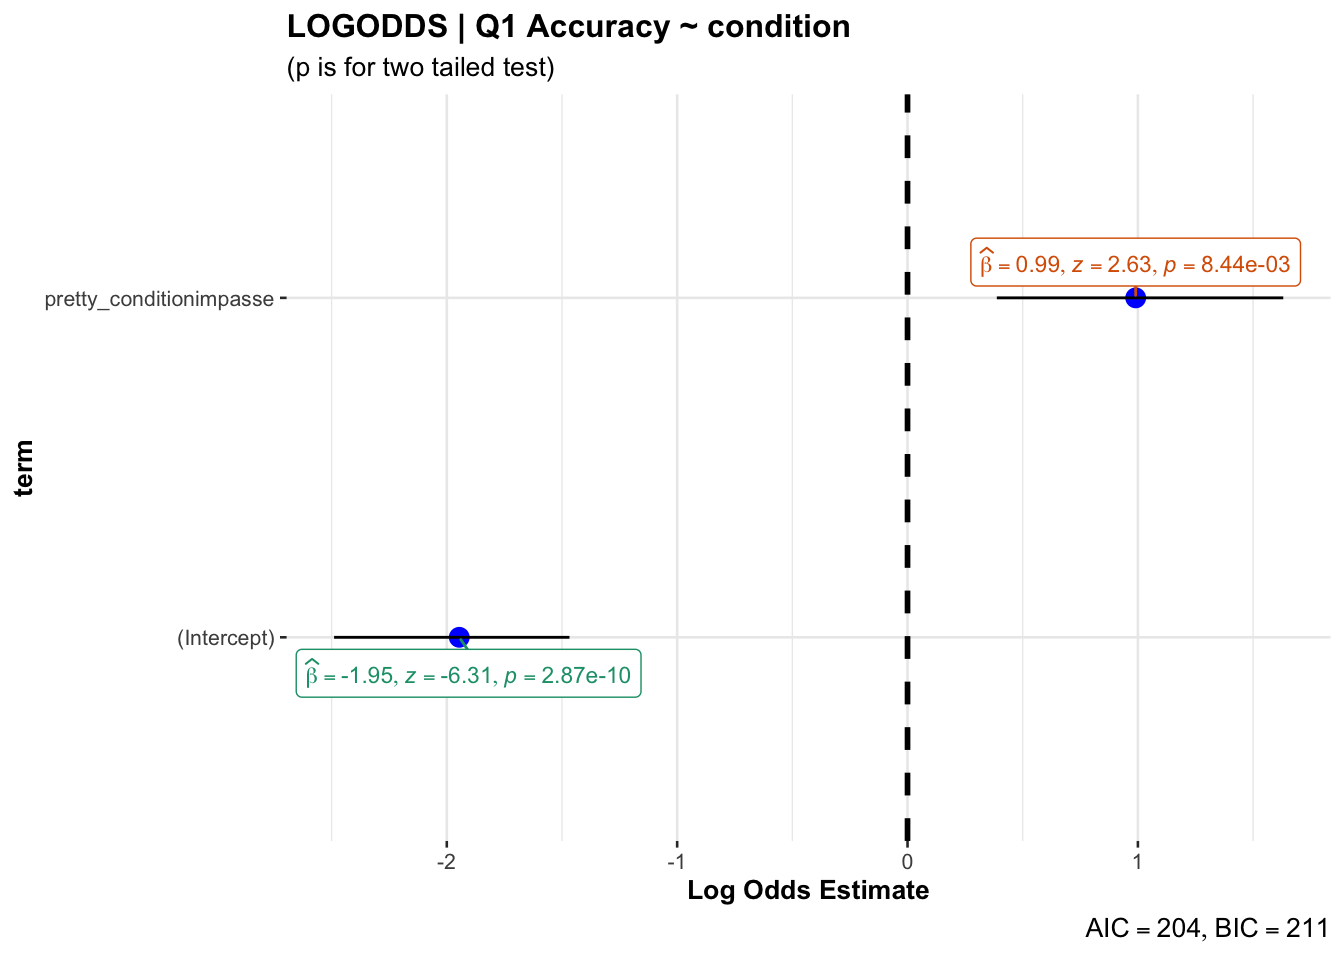 LOGODDS | Q1 Accuracy ~ condition
(p is for two tailed test)
β̂ = 0.99, z = 2.63, p = 8.44e-03
pretty_conditionimpasse
term
(Intercept)
β̂ = -1.95, z = -6.31, p = 2.87e-10
-2 -1 0 1
Log Odds Estimate
AIC = 204, BIC = 211